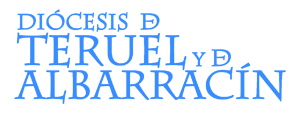 DIÓCESIS DE
TERUEL Y DE
ALBARRACÍN